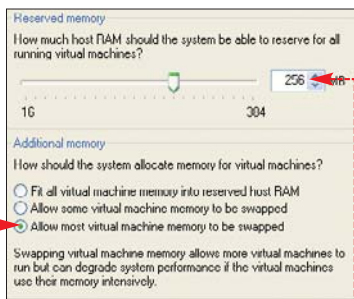 Reserved memory
How much host RAM should the system be able to reserve for all
running virtual machines?
256 MB
16 304
Additional memory
How should the system allocate memory for virtual machines?
Fit all virtual machine memory into reserved host RAM
Allow some virtual machine memory to be swapped
Allow most virtual machine memory to be swapped
Swapping virtual machine memory allows more virtual machines to
run but can degrade system performance if the virtual machines
use their memory intensively.